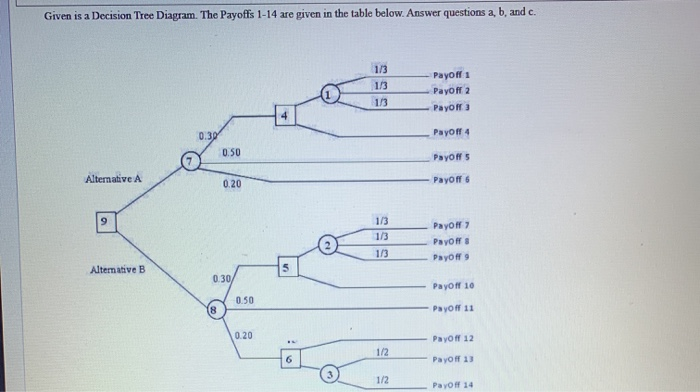 Given is a Decision Tree Diagram. The Payoffs 1-14 are given in the table below. Answer questions a, b, and c.
1/3
Payoff 1
1
1/3
Payoff 2
1/3
Payoff 3
4
0.30
Payoff 4
0.50
7
Payoff 5
Alternative A
0.20
Payoff 6
9
1/3
Payoff 7
2
1/3
Payoff 8
1/3
Payoff 9
Alternative B
5
0.30
Payoff 10
0.50
8
Payoff 11
0.20
Payoff 12
6
1/2
Payoff 13
3
1/2
Payoff 14